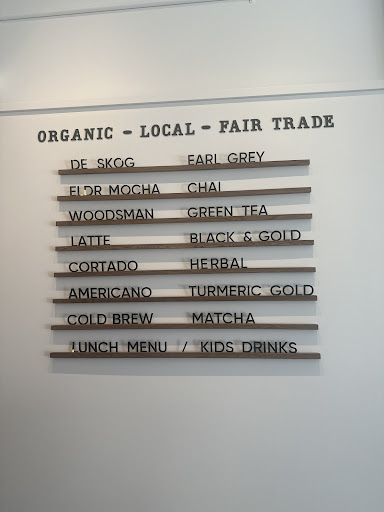 ORGANIC - LOCAL - FAIR TRADE
DE SKOG EARL GREY
FLOR MOCHA CHAI
WOODSMAN GREEN TEA
LATTE BLACK & GOLD
CORTADO HERBAL
AMERICANO TURMERIC GOLD
COLD BREW MATCHA
LUNCH MENU / KIDS DRINKS